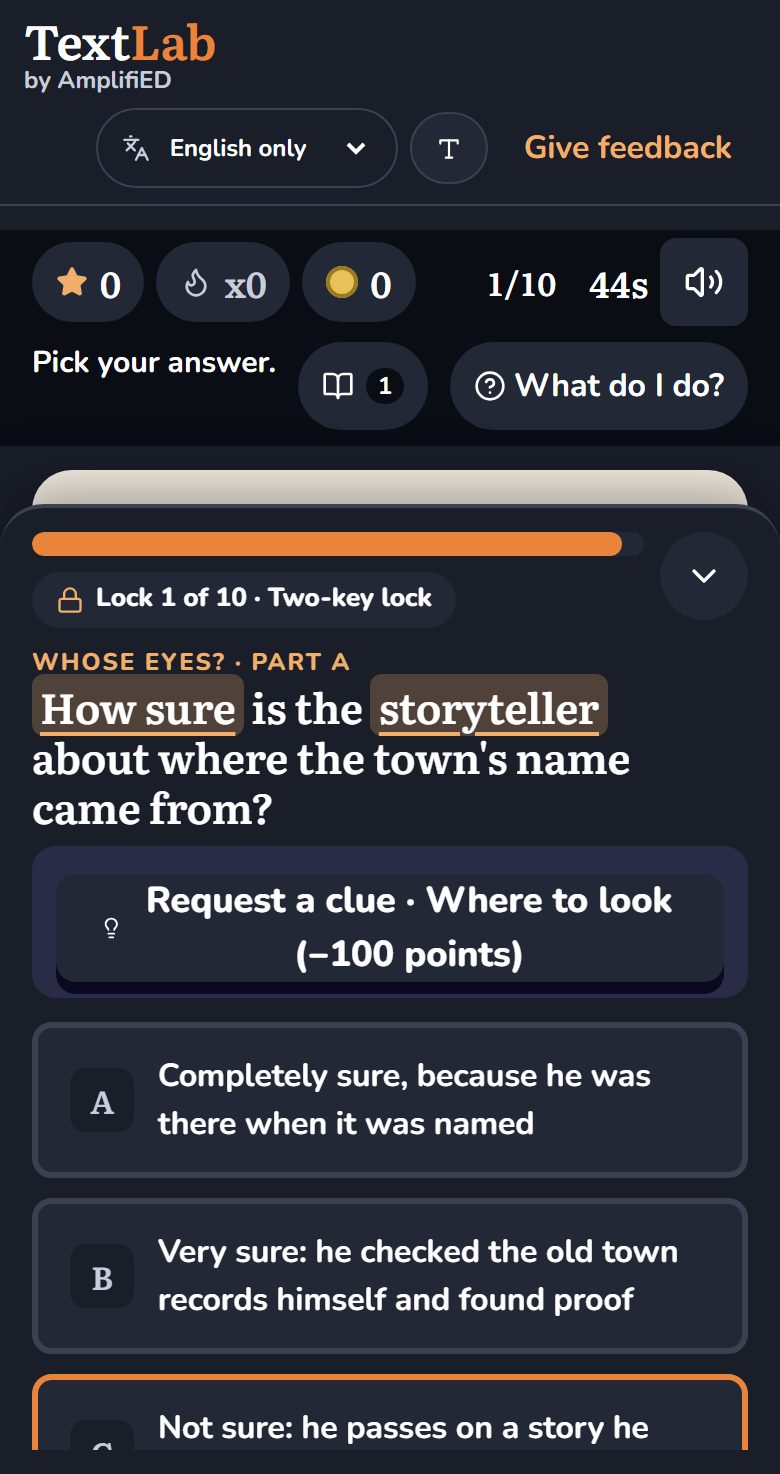 TextLab
by AmplifiED
English only
T
Give feedback
0
x0
0
1/10
44s
Pick your answer.
1
What do I do?
Lock 1 of 10 · Two-key lock
WHOSE EYES? · PART A
How sure is the storyteller
about where the town's name
came from?
Request a clue · Where to look
(−100 points)
A
Completely sure, because he was
there when it was named
B
Very sure: he checked the old town
records himself and found proof
Not sure: he passes on a story he